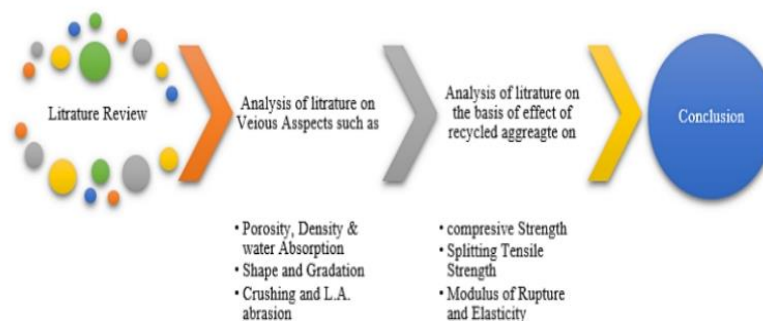 Litrature Review
Analysis of litrature on
Veious Asspects such as
• Porosity, Density &
water Absorption
• Shape and Gradation
• Crushing and L.A.
abrasion
Analysis of litrature on
the basis of effect of
recycled aggreagte on
• compresive Strength
• Splitting Tensile
Strength
• Modulus of Rupture
and Elasticity
Conclusion